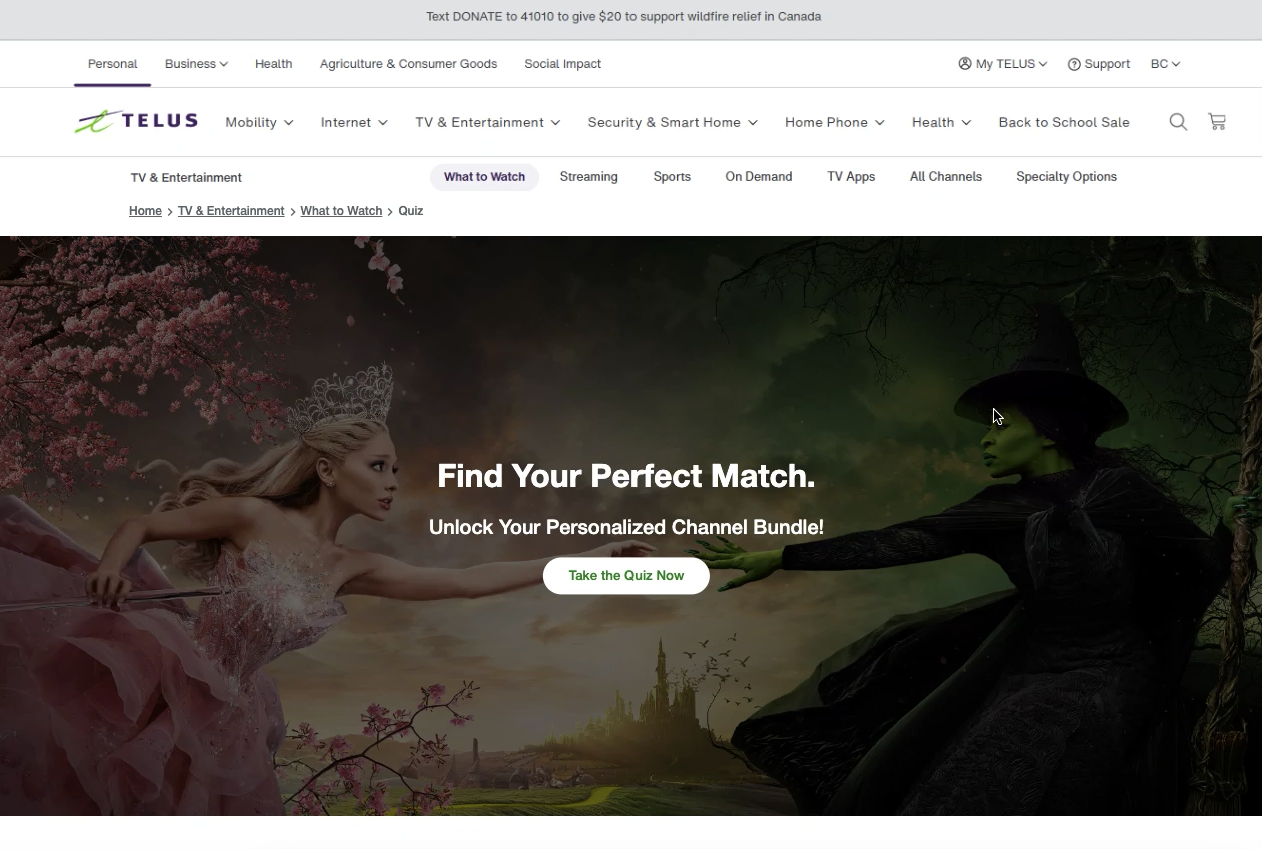 Text DONATE to 41010 to give $20 to support wildfire relief in Canada
Personal Business Health Agriculture & Consumer Goods Social Impact My TELUS Support BC
TELUS Mobility Internet TV & Entertainment Security & Smart Home Home Phone Health Back to School Sale
TV & Entertainment What to Watch Streaming Sports On Demand TV Apps All Channels Specialty Options
Home > TV & Entertainment > What to Watch > Quiz
Find Your Perfect Match.
Unlock Your Personalized Channel Bundle!
Take the Quiz Now